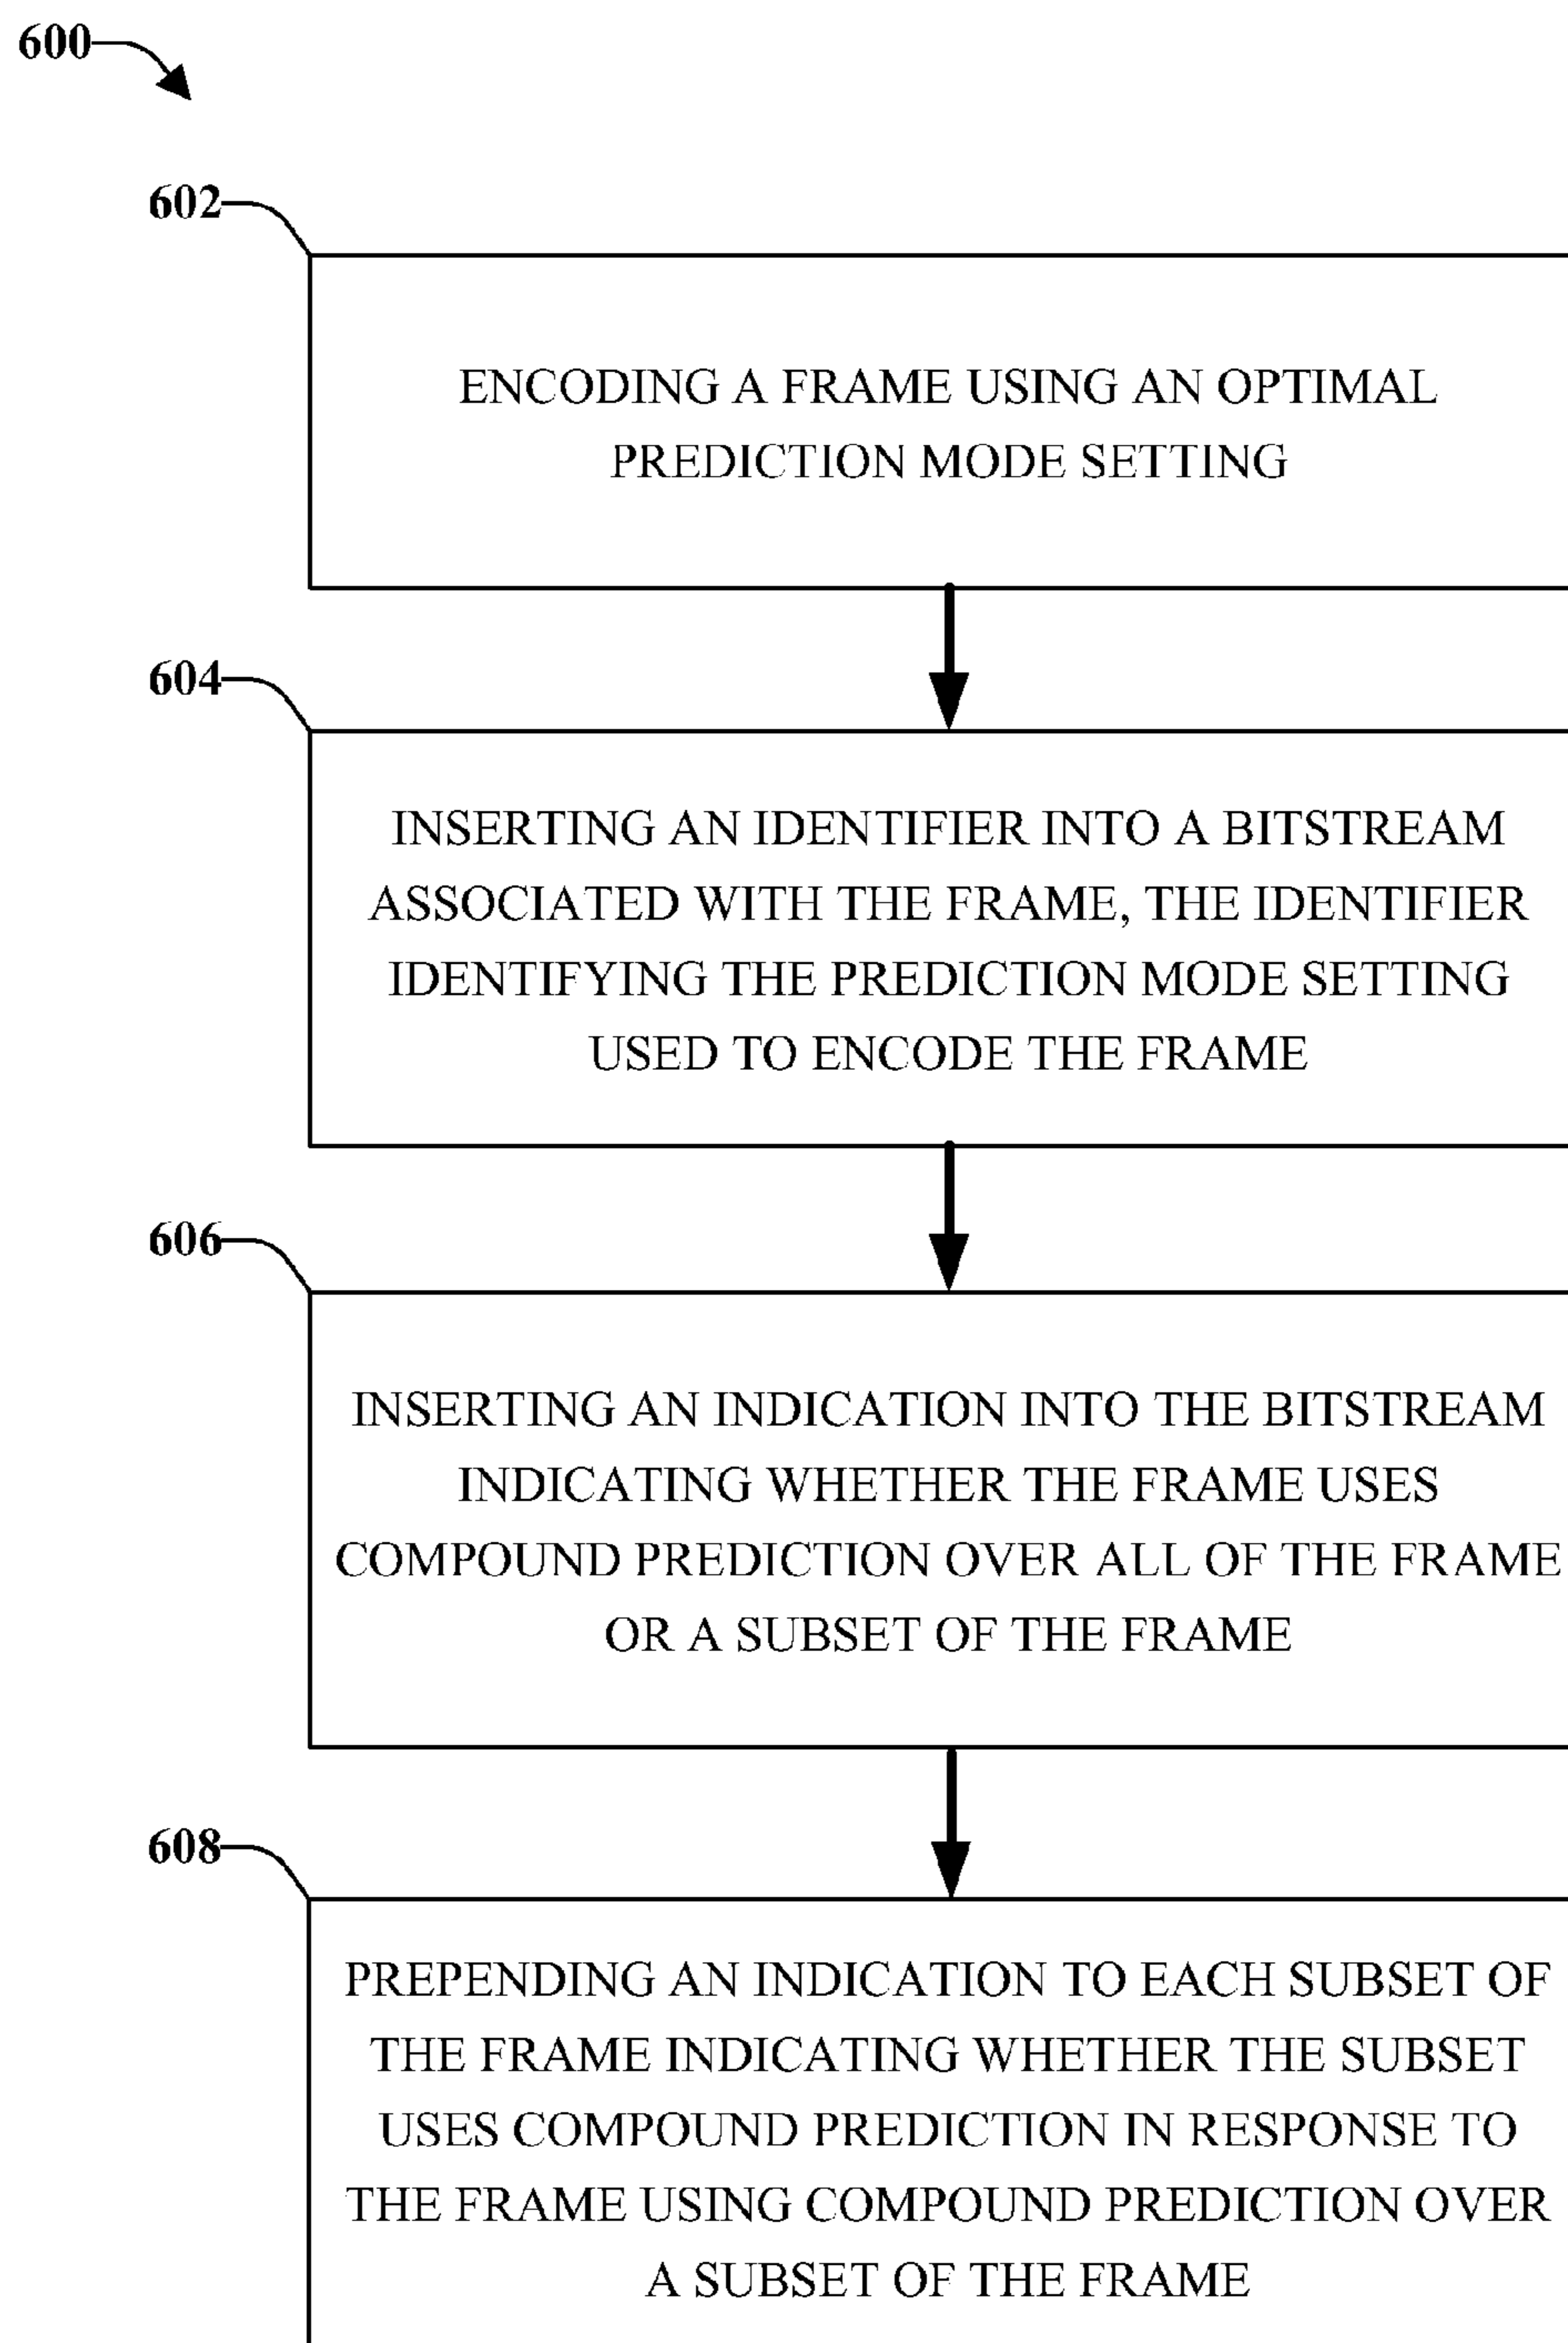 600
602
ENCODING A FRAME USING AN OPTIMAL
PREDICTION MODE SETTING
604
INSERTING AN IDENTIFIER INTO A BITSTREAM
ASSOCIATED WITH THE FRAME, THE IDENTIFIER
IDENTIFYING THE PREDICTION MODE SETTING
USED TO ENCODE THE FRAME
606
INSERTING AN INDICATION INTO THE BITSTREAM
INDICATING WHETHER THE FRAME USES
COMPOUND PREDICTION OVER ALL OF THE FRAME
OR A SUBSET OF THE FRAME
608
PREPENDING AN INDICATION TO EACH SUBSET OF
THE FRAME INDICATING WHETHER THE SUBSET
USES COMPOUND PREDICTION IN RESPONSE TO
THE FRAME USING COMPOUND PREDICTION OVER
A SUBSET OF THE FRAME